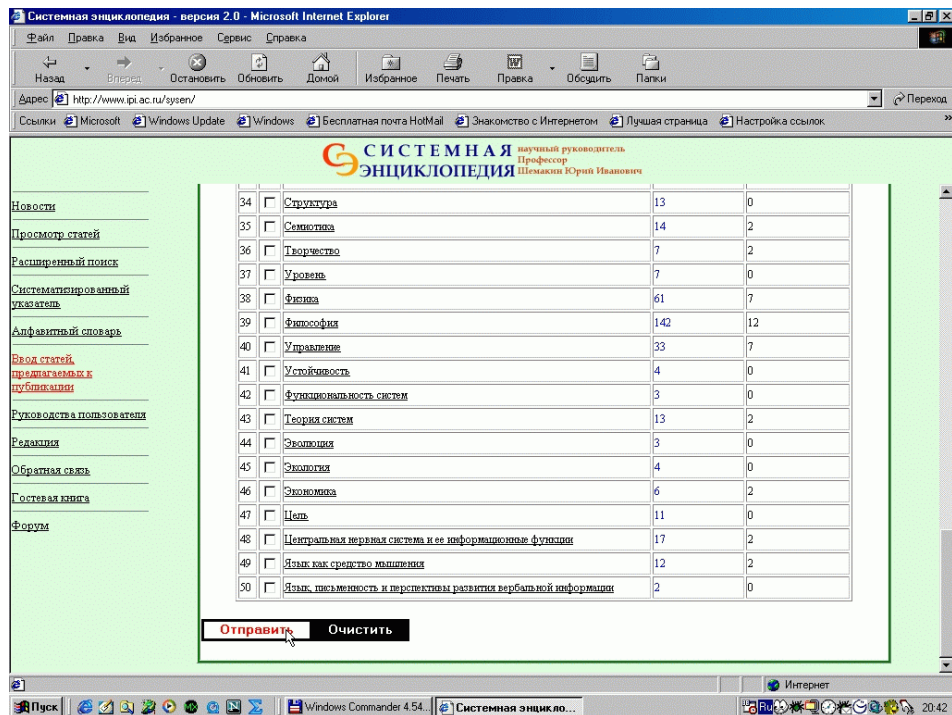 Системная энциклопедия - версия 2.0 - Microsoft Internet Explorer
Файл Правка Вид Избранное Сервис Справка
Назад Вперед Остановить Обновить Домой Избранное Печать Правка Обсудить Папки
Адрес http://www.ipi.ac.ru/sysen/ Переход
Ссылки Microsoft Windows Update Windows Бесплатная почта HotMail Знакомство с Интернетом Лучшая страница Настройка ссылок »
СИСТЕМНАЯ
ЭНЦИКЛОПЕДИЯ
научный руководитель
Профессор
Шемакин Юрий Иванович
Новости
Просмотр статей
Расширенный поиск
Систематизированный
указатель
Алфавитный словарь
Ввод статей,
предлагаемых к
публикации
Руководства пользователя
Редакция
Обратная связь
Гостевая книга
Форум
34 Структура 13 0
35 Семиотика 14 2
36 Творчество 7 2
37 Уровень 7 0
38 Физика 61 7
39 Философия 142 12
40 Управление 33 7
41 Устойчивость 4 0
42 Функциональность систем 3 0
43 Теория систем 13 2
44 Эволюция 3 0
45 Экология 4 0
46 Экономика 6 2
47 Цель 11 0
48 Центральная нервная система и ее информационные функции 17 2
49 Язык как средство мышления 12 2
50 Язык, письменность и перспективы развития вербальной информации 2 0
Отправить Очистить
Интернет
Пуск Windows Commander 4.54... Системная энцикло... Ru 20:42